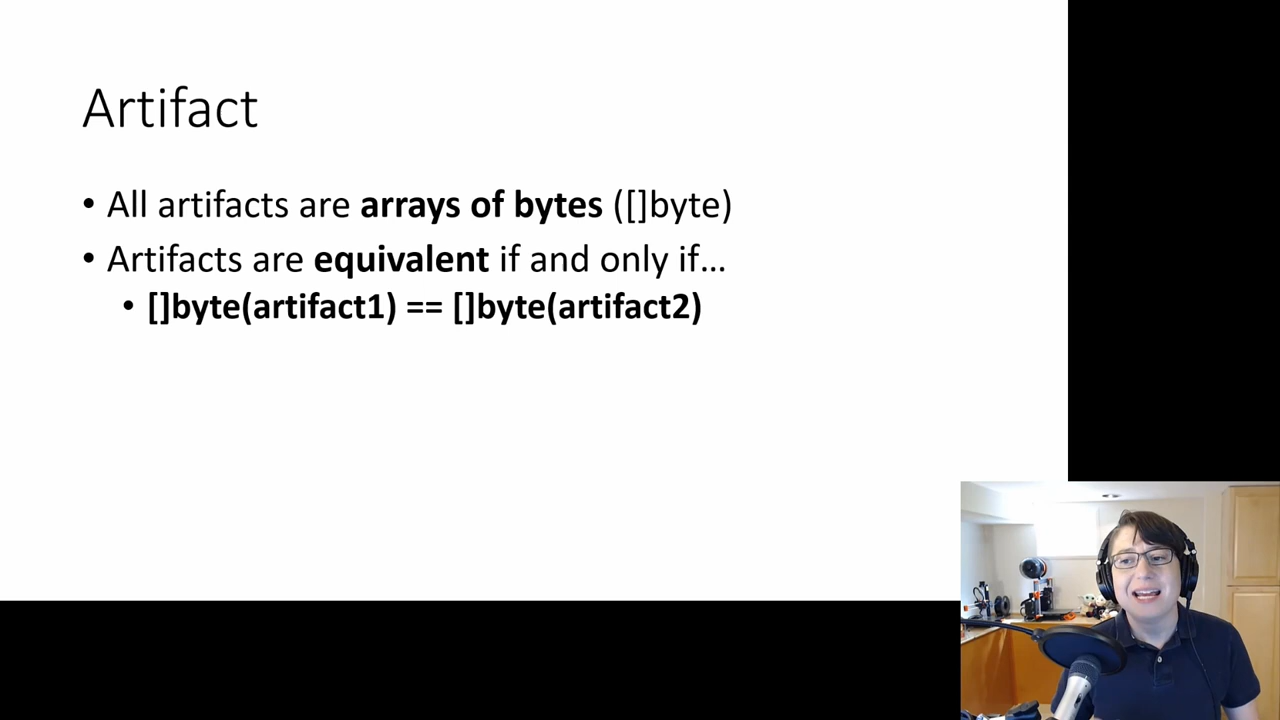 Artifact
• All artifacts are arrays of bytes ([]byte)
• Artifacts are equivalent if and only if…
• []byte(artifact1) == []byte(artifact2)